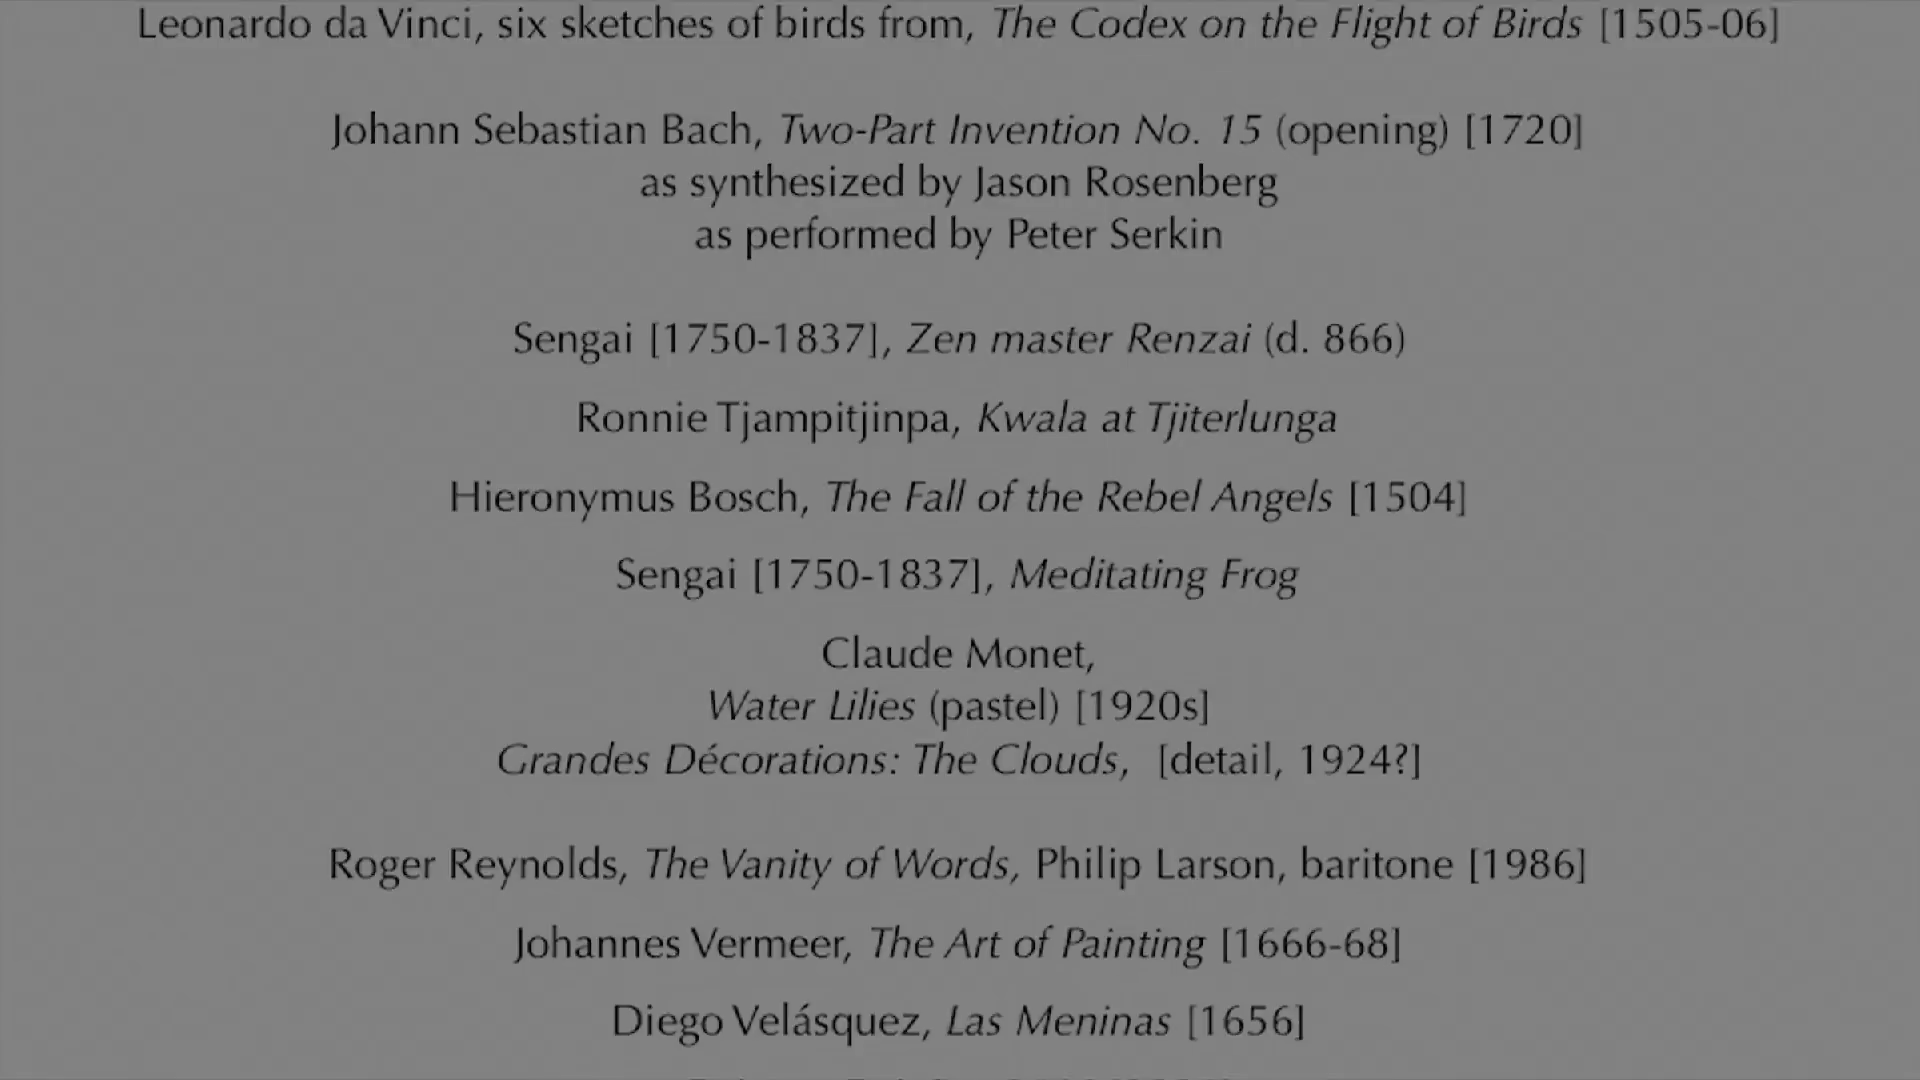 Leonardo da Vinci, six sketches of birds from, The Codex on the Flight of Birds [1505-06]
Johann Sebastian Bach, Two-Part Invention No. 15 (opening) [1720]
as synthesized by Jason Rosenberg
as performed by Peter Serkin
Sengai [1750-1837], Zen master Renzai (d. 866)
Ronnie Tjampitjinpa, Kwala at Tjiterlunga
Hieronymus Bosch, The Fall of the Rebel Angels [1504]
Sengai [1750-1837], Meditating Frog
Claude Monet,
Water Lilies (pastel) [1920s]
Grandes Décorations: The Clouds, [detail, 1924?]
Roger Reynolds, The Vanity of Words, Philip Larson, baritone [1986]
Johannes Vermeer, The Art of Painting [1666-68]
Diego Velásquez, Las Meninas [1656]